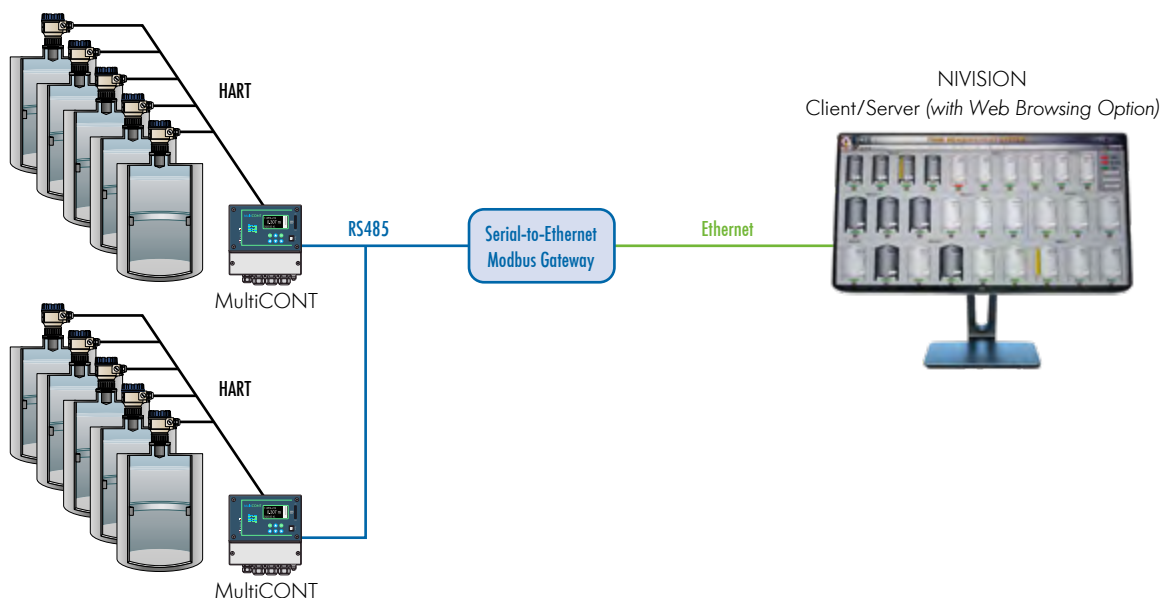 HART
NIVISION
Client/Server (with Web Browsing Option)
RS485
Serial-to-Ethernet
Modbus Gateway
Ethernet
MultiCONT
HART
MultiCONT